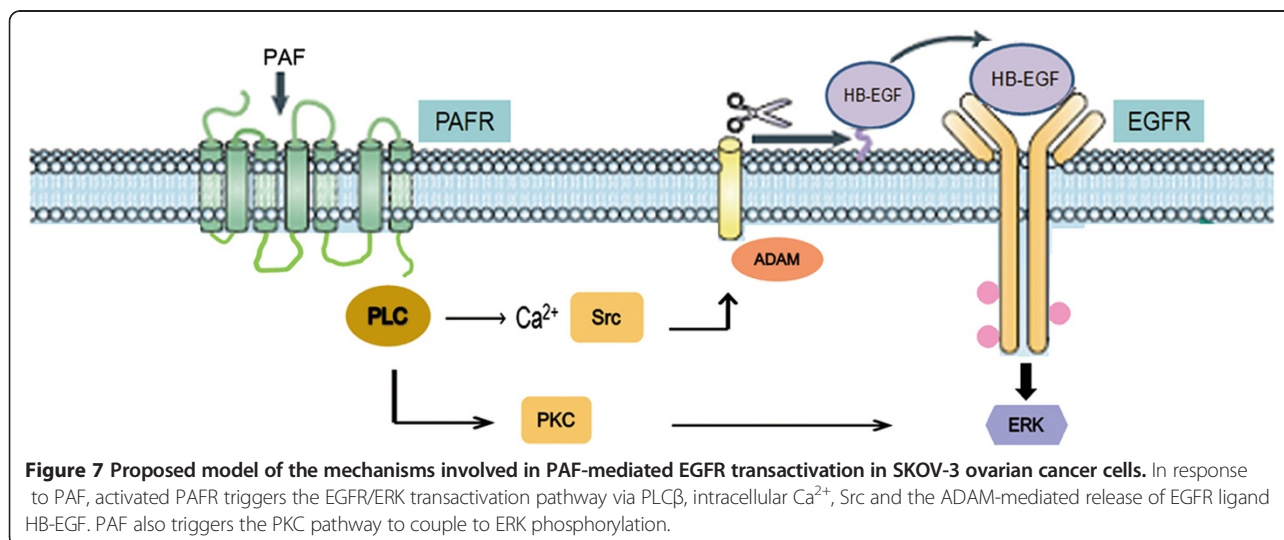 PAF
PAFR
HB-EGF
HB-EGF
EGFR
ADAM
PLC
Ca²⁺
Src
PKC
ERK
Figure 7 Proposed model of the mechanisms involved in PAF-mediated EGFR transactivation in SKOV-3 ovarian cancer cells. In response
to PAF, activated PAFR triggers the EGFR/ERK transactivation pathway via PLCβ, intracellular Ca²⁺, Src and the ADAM-mediated release of EGFR ligand
HB-EGF. PAF also triggers the PKC pathway to couple to ERK phosphorylation.